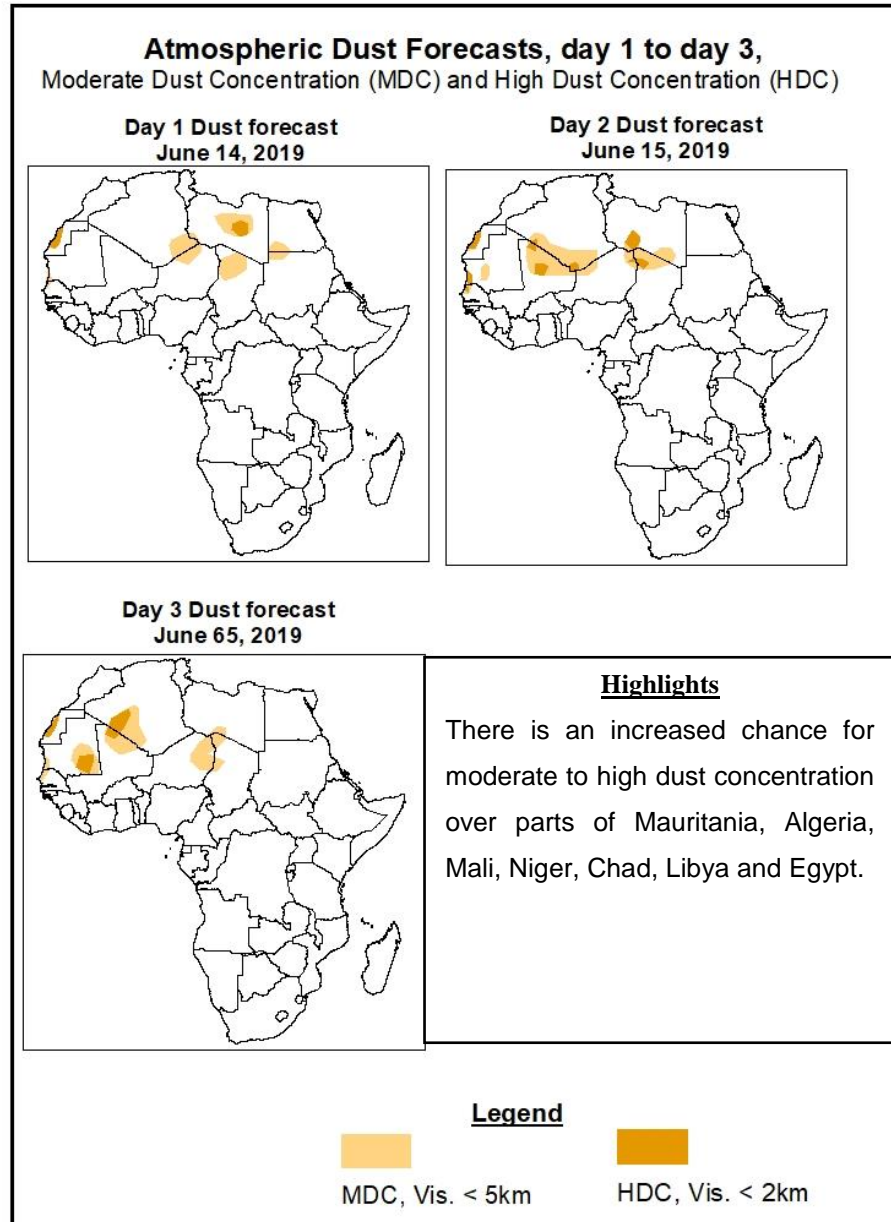 Atmospheric Dust Forecasts, day 1 to day 3,
Moderate Dust Concentration (MDC) and High Dust Concentration (HDC)
Day 1 Dust forecast
June 14, 2019
Day 2 Dust forecast
June 15, 2019
Day 3 Dust forecast
June 65, 2019
Highlights
There is an increased chance for
moderate to high dust concentration
over parts of Mauritania, Algeria,
Mali, Niger, Chad, Libya and Egypt.
Legend
MDC, Vis. < 5km
HDC, Vis. < 2km